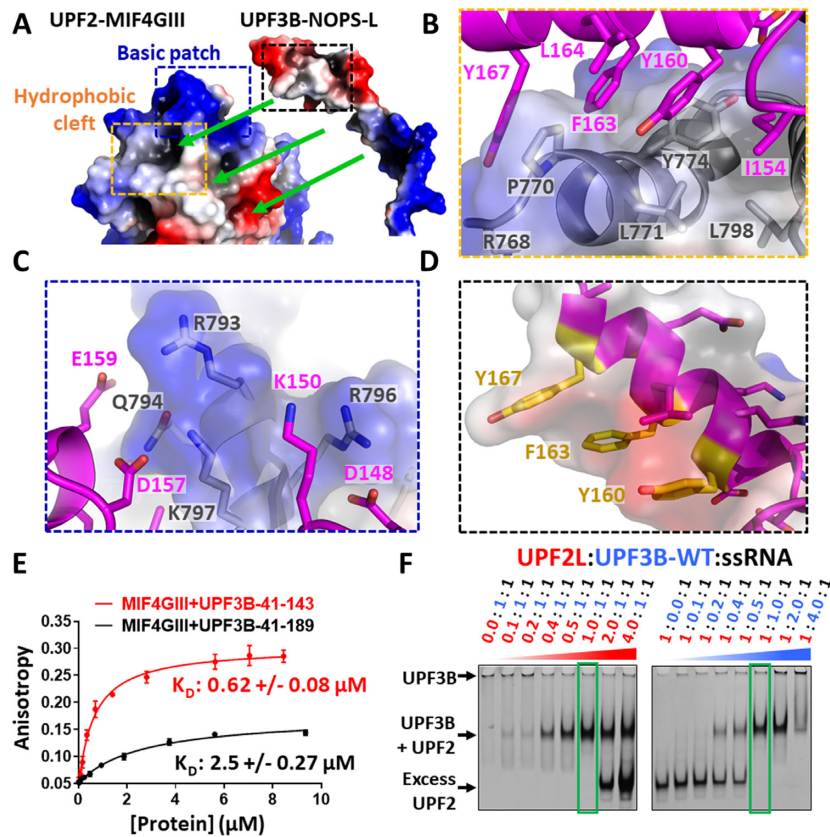 A
UPF2-MIF4GIII
UPF3B-NOPS-L
Basic patch
Hydrophobic
cleft
B
Y167
L164
Y160
F163
Y774
I154
P770
R768
L771
L798
C
R793
E159
K150
Q794
R796
D157
D148
K797
D
Y167
F163
Y160
E
MIF4GIII+UPF3B-41-143
MIF4GIII+UPF3B-41-189
Anisotropy
0.35
0.30
0.25
0.20
0.15
0.10
0.05
KD: 0.62 +/- 0.08 µM
KD: 2.5 +/- 0.27 µM
0 2 4 6 8 10
[Protein] (µM)
F
UPF2L:UPF3B-WT:ssRNA
0.0 : 1 : 1
0.1 : 1 : 1
0.2 : 1 : 1
0.4 : 1 : 1
0.5 : 1 : 1
1.0 : 1 : 1
2.0 : 1 : 1
4.0 : 1 : 1
1 : 0.0 : 1
1 : 0.1 : 1
1 : 0.2 : 1
1 : 0.4 : 1
1 : 0.5 : 1
1 : 1.0 : 1
1 : 2.0 : 1
1 : 4.0 : 1
UPF3B
UPF3B
+ UPF2
Excess
UPF2